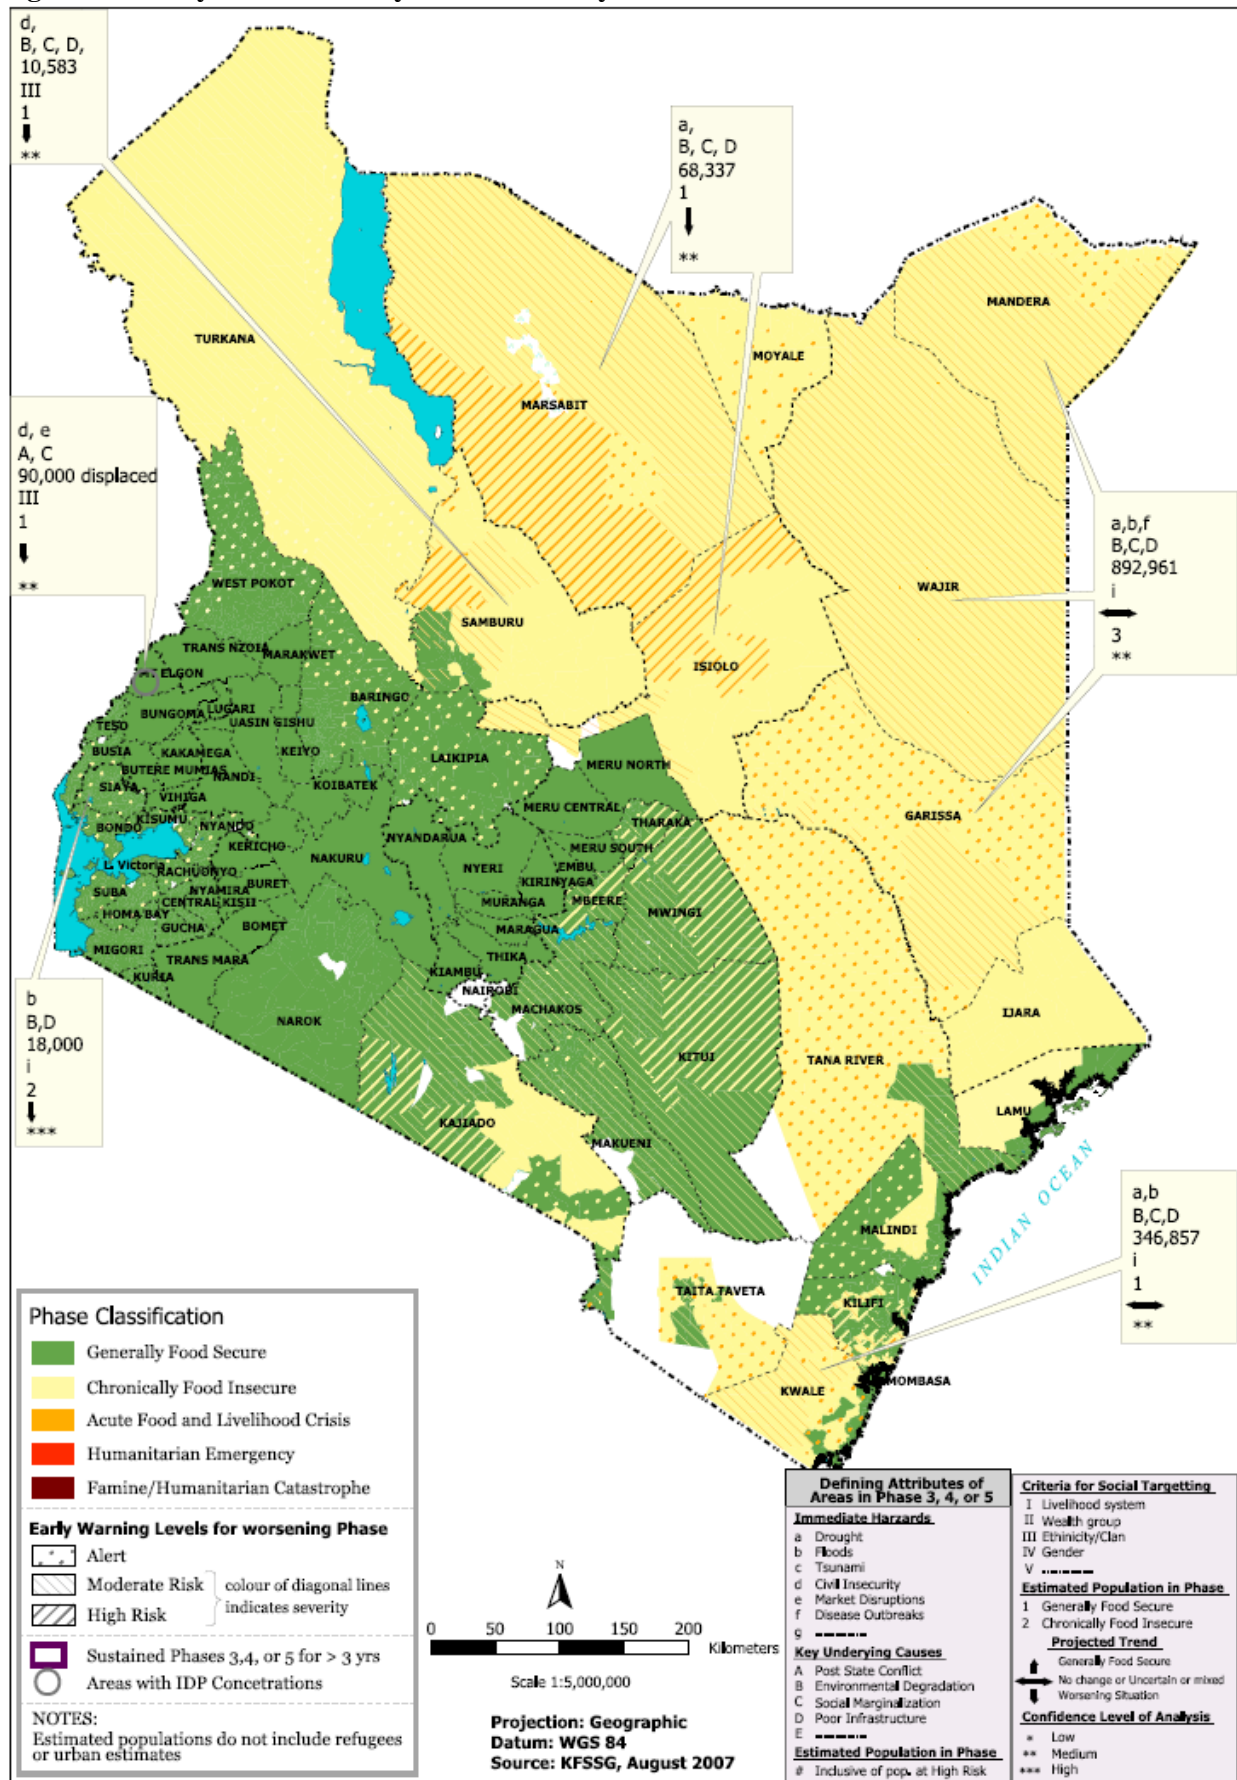 d,
B, C, D,
10,583
III
1
**
a,
B, C, D
68,337
1
**
MANDERA
TURKANA
MOYALE
MARSABIT
d, e
A, C
90,000 displaced
III
1
**
a,b,f
B,C,D
892,961
i
3
**
WEST POKOT
WAJIR
SAMBURU
TRANS NZOIA
MARAKWET
ISIOLO
ELGON
BARINGO
LUGARI
BUNGOMA
UASIN GISHU
TESO
BUSIA
KAKAMEGA
KEIYO
LAIKIPIA
MERU NORTH
BUTERE MUMIAS
NANDI
SIAYA
KOIBATEK
VIHIGA
MERU CENTRAL
GARISSA
KISUMU
BONDO
NYANDO
THARAKA
NYANDARUA
KERICHO
MERU SOUTH
NAKURU
L. Victoria
RACHUONYO
NYERI
EMBU
KIRINYAGA
SUBA
NYAMIRA
BURET
CENTRAL KISII
MURANGA
MBEERE
HOMA BAY
MWINGI
GUCHA
BOMET
MARAGUA
MIGORI
TRANS MARA
THIKA
KURIA
KIAMBU
NAIROBI
b
B,D
18,000
i
2
***
MACHAKOS
IJARA
NAROK
KITUI
TANA RIVER
LAMU
KAJIADO
MAKUENI
INDIAN OCEAN
a,b
B,C,D
346,857
i
1
**
MALINDI
TAITA TAVETA
KILIFI
MOMBASA
KWALE
Phase Classification
Generally Food Secure
Chronically Food Insecure
Acute Food and Livelihood Crisis
Humanitarian Emergency
Famine/Humanitarian Catastrophe
Early Warning Levels for worsening Phase
Alert
Moderate Risk
High Risk
colour of diagonal lines
indicates severity
Sustained Phases 3,4, or 5 for > 3 yrs
Areas with IDP Concetrations
NOTES:
Estimated populations do not include refugees
or urban estimates
N
0 50 100 150 200
Kilometers
Scale 1:5,000,000
Projection: Geographic
Datum: WGS 84
Source: KFSSG, August 2007
Defining Attributes of
Areas in Phase 3, 4, or 5
Immediate Harzards
a Drought
b Floods
c Tsunami
d Civil Insecurity
e Market Disruptions
f Disease Outbreaks
g
Key Underying Causes
A Post State Conflict
B Environmental Degradation
C Social Marginalization
D Poor Infrastructure
E
Estimated Population in Phase
# Inclusive of pop. at High Risk
Criteria for Social Targetting
I Livelihood system
II Wealth group
III Ethinicity/Clan
IV Gender
V
Estimated Population in Phase
1 Generally Food Secure
2 Chronically Food Insecure
Projected Trend
Generally Food Secure
No change or Uncertain or mixed
Worsening Situation
Confidence Level of Analysis
* Low
** Medium
*** High